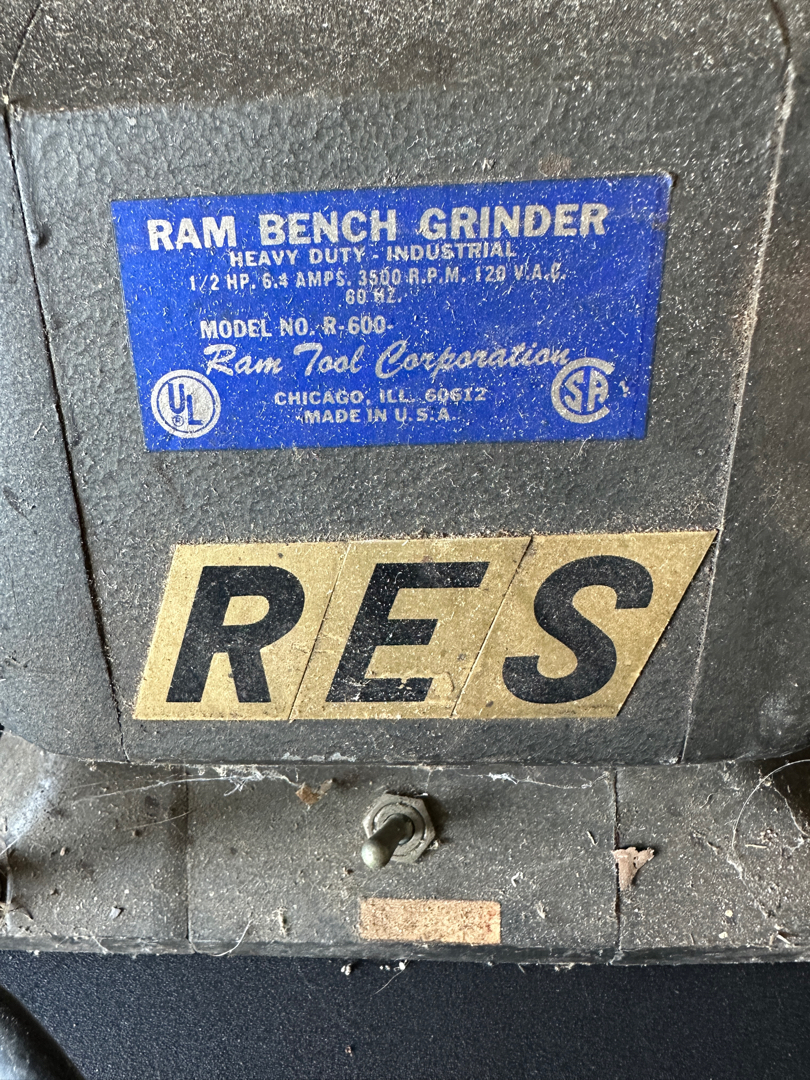 RAM BENCH GRINDER
HEAVY DUTY - INDUSTRIAL
1/2 HP. 6.4 AMPS. 3500 R.P.M. 120 V.A.C.
60 HZ.
MODEL NO. R-600-
Ram Tool Corporation
UL ®
SA
CHICAGO, ILL. 60612
MADE IN U.S.A.
RES